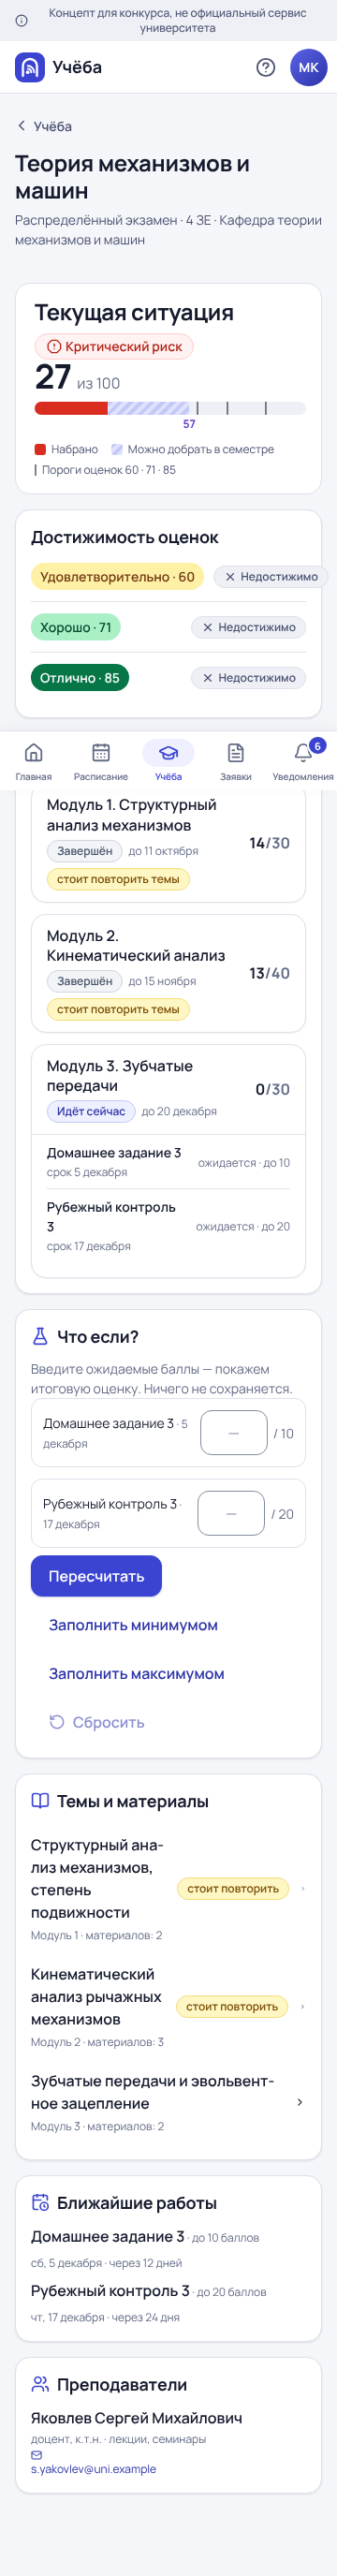 Концепт для конкурса, не официальный сервис
университета
Учёба
МК
Учёба
Теория механизмов и
машин
Распределённый экзамен · 4 ЗЕ · Кафедра теории
механизмов и машин
Текущая ситуация
Критический риск
27 из 100
57
Набрано
Можно добрать в семестре
Пороги оценок 60 · 71 · 85
Достижимость оценок
Удовлетворительно · 60
Недостижимо
Хорошо · 71
Недостижимо
Отлично · 85
Недостижимо
6
Главная
Расписание
Учёба
Заявки
Уведомления
Модуль 1. Структурный
анализ механизмов
14/30
Завершён до 11 октября
стоит повторить темы
Модуль 2.
Кинематический анализ
13/40
Завершён до 15 ноября
стоит повторить темы
Модуль 3. Зубчатые
передачи
0/30
Идёт сейчас до 20 декабря
Домашнее задание 3
ожидается · до 10
срок 5 декабря
Рубежный контроль
3
ожидается · до 20
срок 17 декабря
Что если?
Введите ожидаемые баллы — покажем
итоговую оценку. Ничего не сохраняется.
Домашнее задание 3 · 5
декабря
— / 10
Рубежный контроль 3 ·
17 декабря
— / 20
Пересчитать
Заполнить минимумом
Заполнить максимумом
Сбросить
Темы и материалы
Структурный ана-
лиз механизмов,
степень
подвижности
стоит повторить
Модуль 1 · материалов: 2
Кинематический
анализ рычажных
механизмов
стоит повторить
Модуль 2 · материалов: 3
Зубчатые передачи и эвольвент-
ное зацепление
Модуль 3 · материалов: 2
Ближайшие работы
Домашнее задание 3 · до 10 баллов
сб, 5 декабря · через 12 дней
Рубежный контроль 3 · до 20 баллов
чт, 17 декабря · через 24 дня
Преподаватели
Яковлев Сергей Михайлович
доцент, к.т.н. · лекции, семинары
s.yakovlev@uni.example